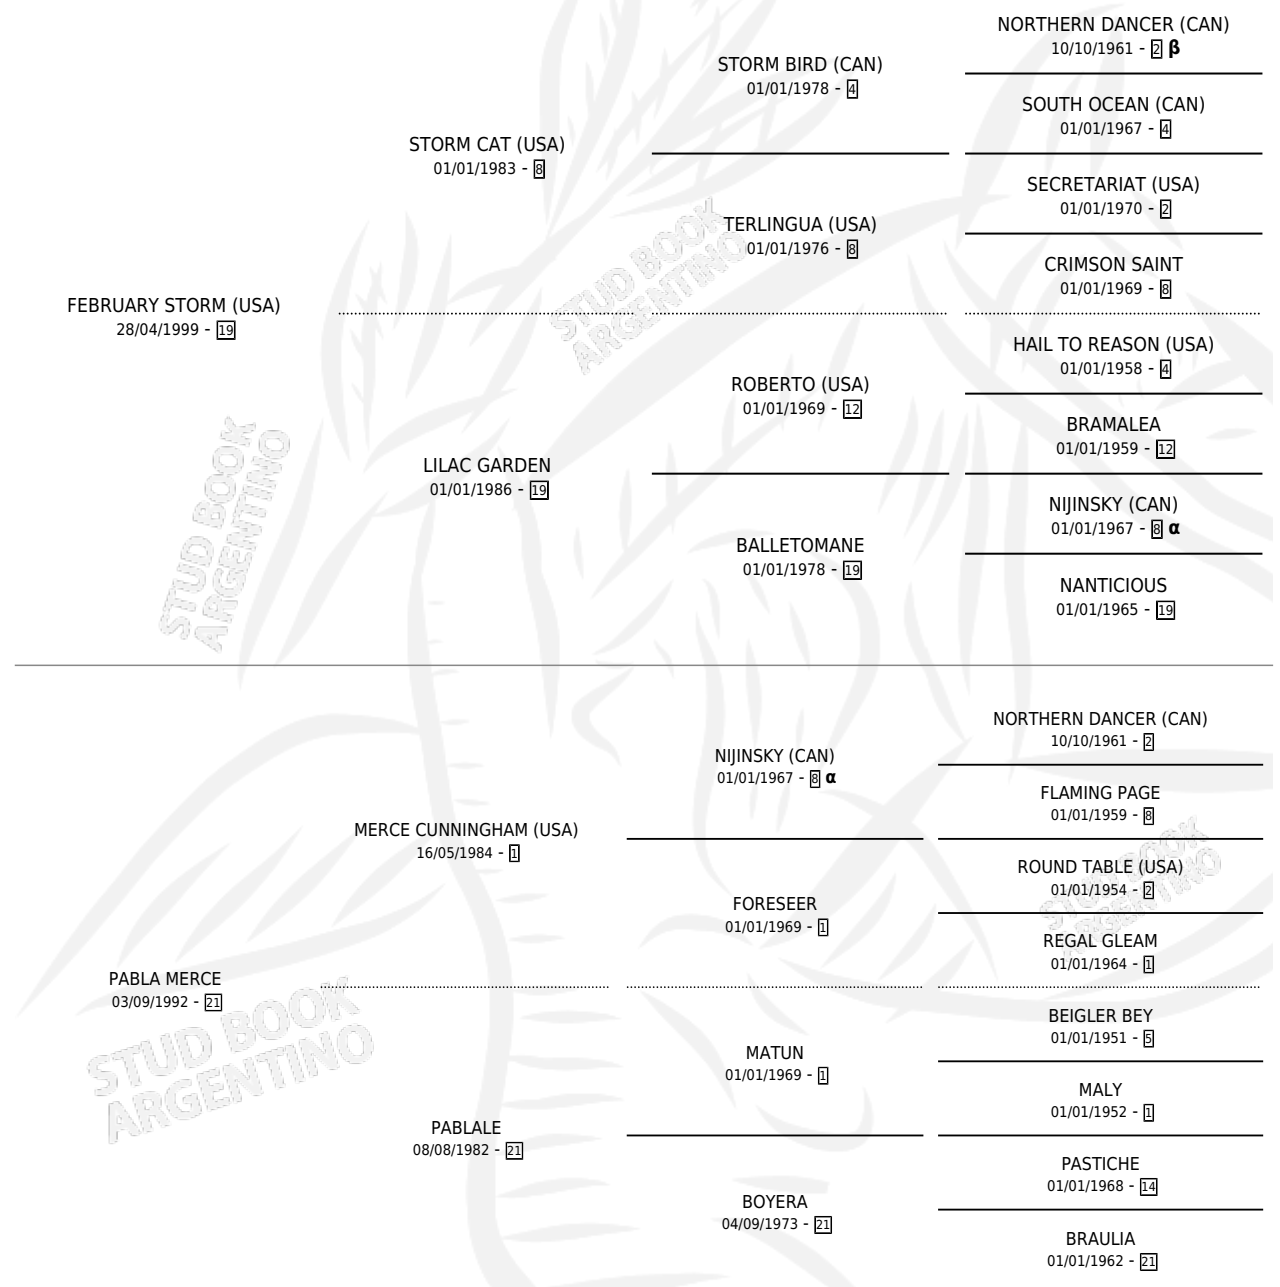 NORTHERN DANCER (CAN)
10/10/1961 - 2 β
STORM BIRD (CAN)
01/01/1978 - 4
SOUTH OCEAN (CAN)
01/01/1967 - 4
STORM CAT (USA)
01/01/1983 - 8
SECRETARIAT (USA)
01/01/1970 - 2
TERLINGUA (USA)
01/01/1976 - 8
CRIMSON SAINT
01/01/1969 - 8
FEBRUARY STORM (USA)
28/04/1999 - 19
HAIL TO REASON (USA)
01/01/1958 - 4
ROBERTO (USA)
01/01/1969 - 12
BRAMALEA
01/01/1959 - 12
LILAC GARDEN
01/01/1986 - 19
NIJINSKY (CAN)
01/01/1967 - 8 α
BALLETOMANE
01/01/1978 - 19
NANTICIOUS
01/01/1965 - 19
NORTHERN DANCER (CAN)
10/10/1961 - 2
NIJINSKY (CAN)
01/01/1967 - 8 α
FLAMING PAGE
01/01/1959 - 8
MERCE CUNNINGHAM (USA)
16/05/1984 - 1
ROUND TABLE (USA)
01/01/1954 - 2
FORESEER
01/01/1969 - 1
REGAL GLEAM
01/01/1964 - 1
PABLA MERCE
03/09/1992 - 21
BEIGLER BEY
01/01/1951 - 5
MATUN
01/01/1969 - 1
MALY
01/01/1952 - 1
PABLALE
08/08/1982 - 21
PASTICHE
01/01/1968 - 14
BOYERA
04/09/1973 - 21
BRAULIA
01/01/1962 - 21
STUD BOOK
ARGENTINO
STUD BOOK
ARGENTINO
STUD BOOK
ARGENTINO
STUD BOOK
ARGENTINO